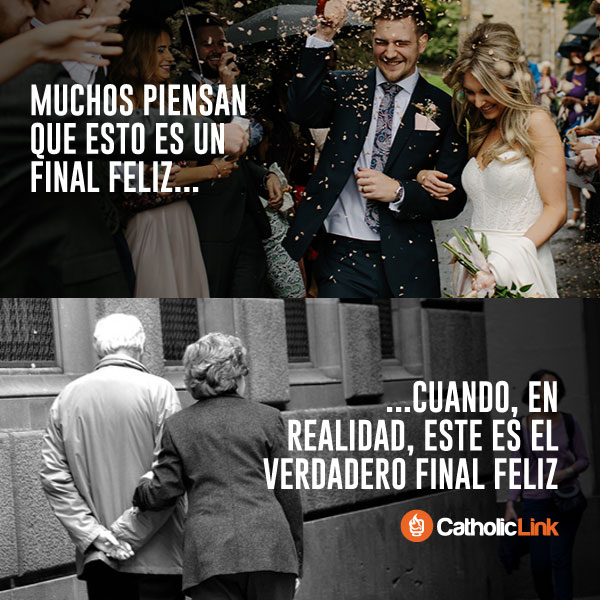 MUCHOS PIENSAN
QUE ESTO ES UN
FINAL FELIZ...
...CUANDO, EN
REALIDAD, ESTE ES EL
VERDADERO FINAL FELIZ
CatholicLink